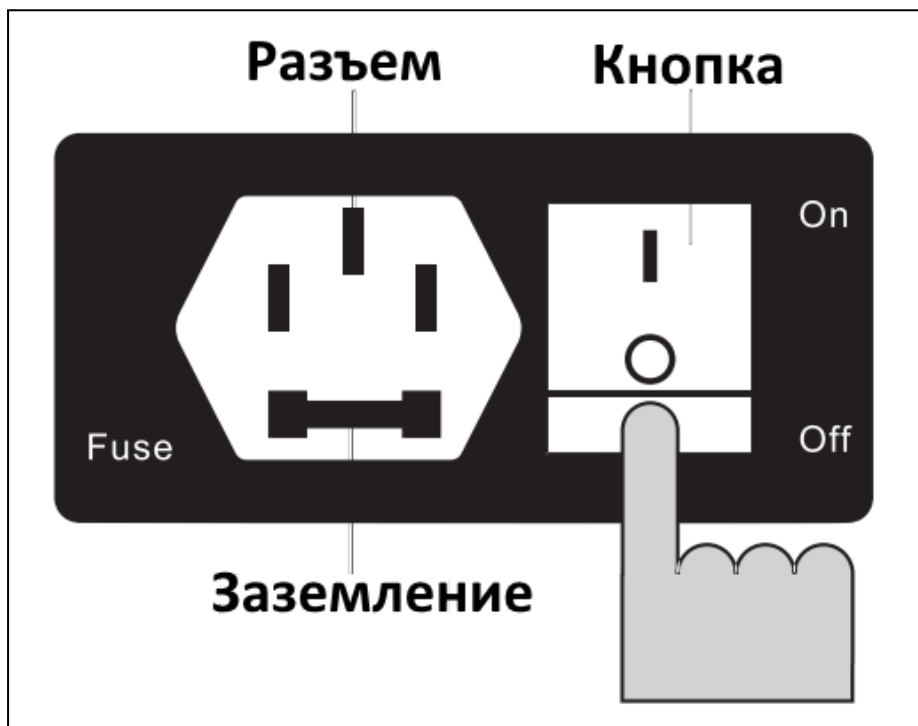 Разъем
Кнопка
On
Fuse
Off
Заземление